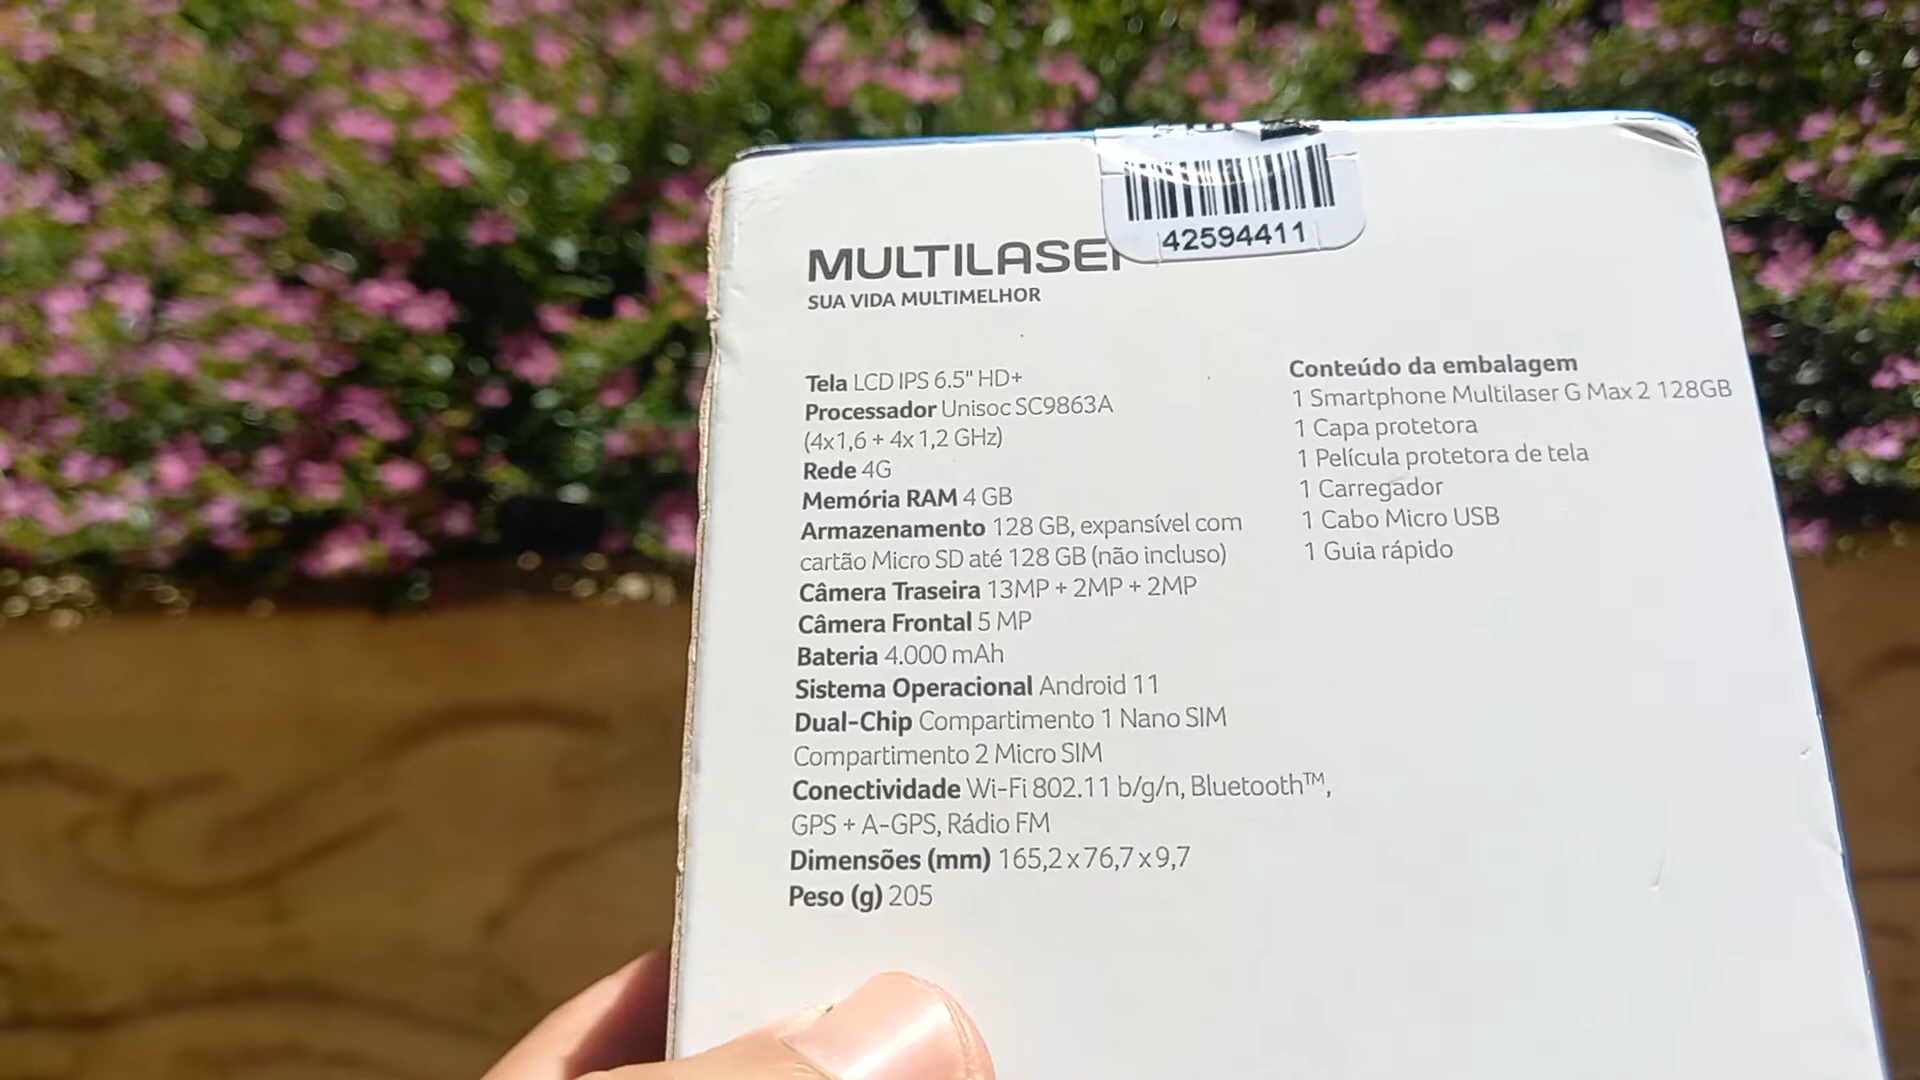 42594411
MULTILASER
SUA VIDA MULTIMELHOR
Tela LCD IPS 6.5" HD+
Processador Unisoc SC9863A
(4x1,6 + 4x 1,2 GHz)
Rede 4G
Memória RAM 4 GB
Armazenamento 128 GB, expansível com
cartão Micro SD até 128 GB (não incluso)
Câmera Traseira 13MP + 2MP + 2MP
Câmera Frontal 5 MP
Bateria 4.000 mAh
Sistema Operacional Android 11
Dual-Chip Compartimento 1 Nano SIM
Compartimento 2 Micro SIM
Conectividade Wi-Fi 802.11 b/g/n, Bluetooth™,
GPS + A-GPS, Rádio FM
Dimensões (mm) 165,2 x 76,7 x 9,7
Peso (g) 205
Conteúdo da embalagem
1 Smartphone Multilaser G Max 2 128GB
1 Capa protetora
1 Película protetora de tela
1 Carregador
1 Cabo Micro USB
1 Guia rápido